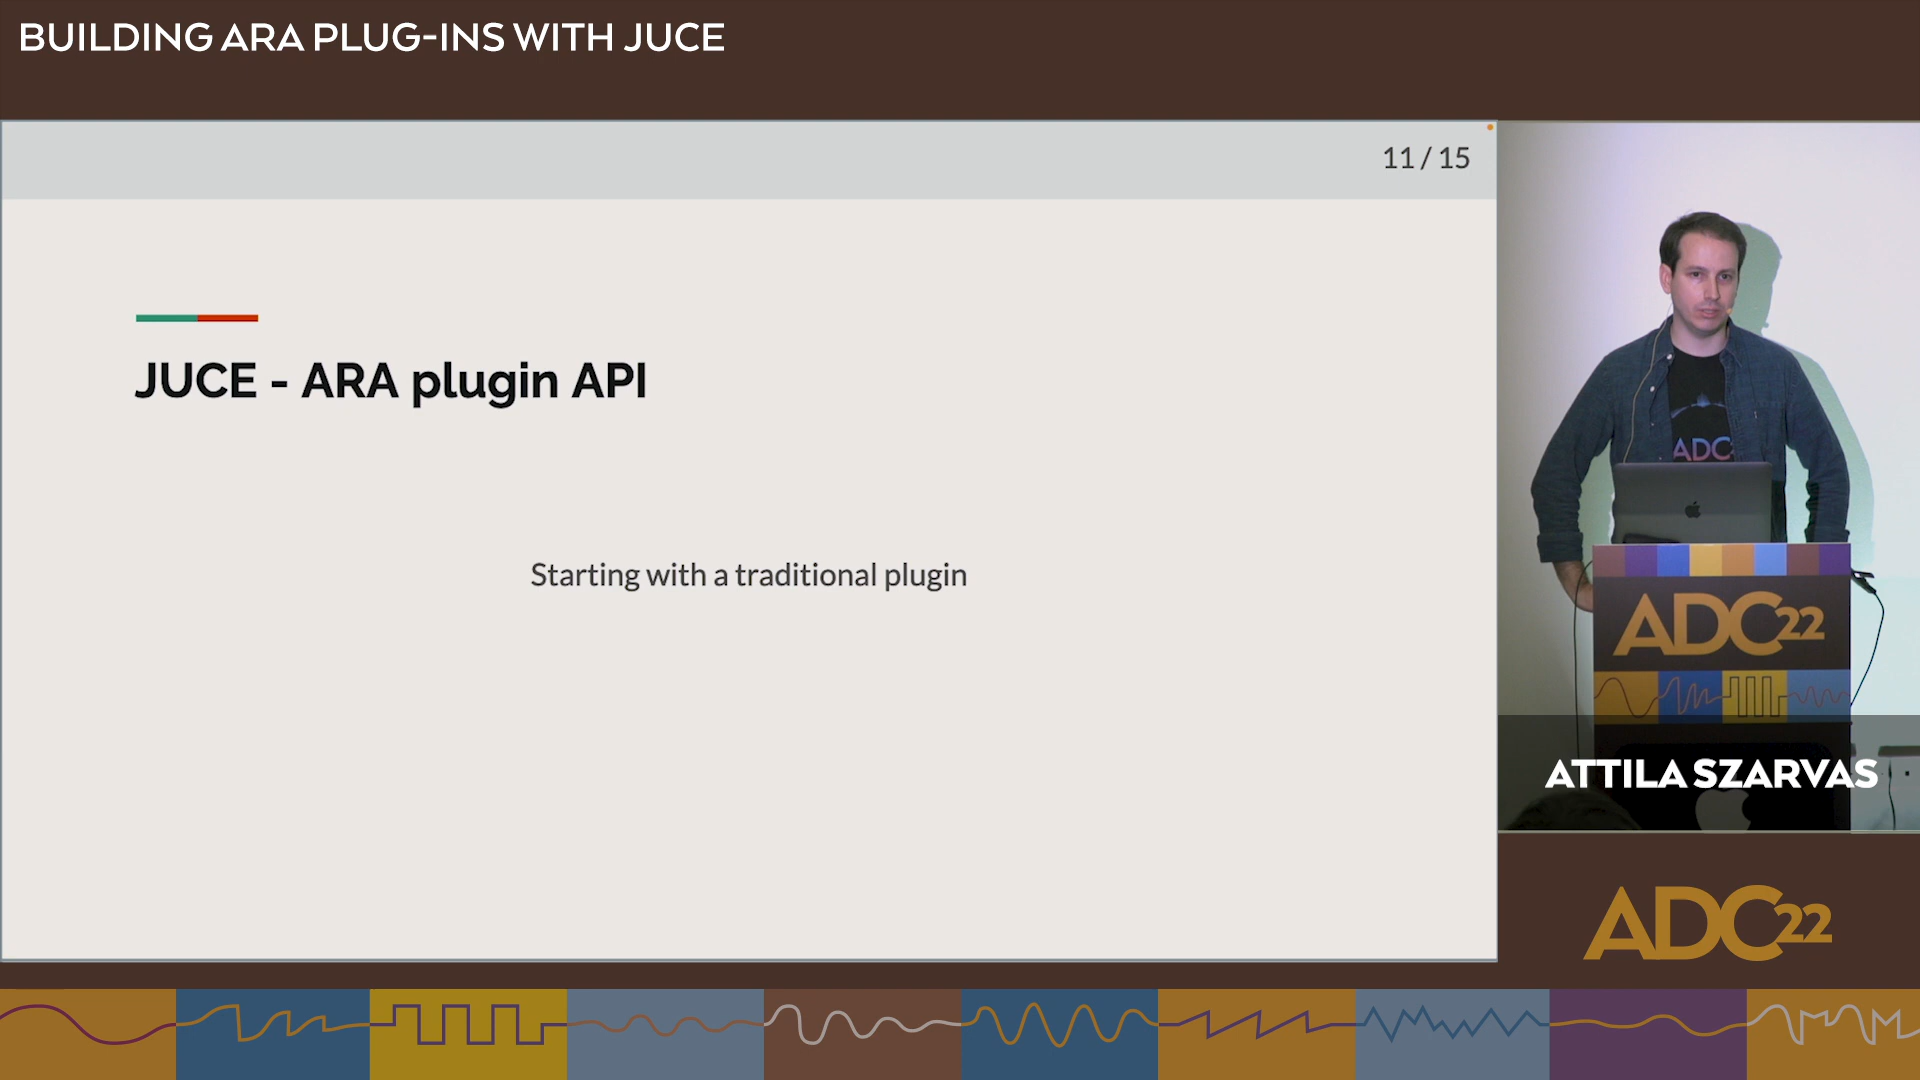 BUILDING ARA PLUG-INS WITH JUCE
11 / 15
JUCE - ARA plugin API
Starting with a traditional plugin
ADC
ADC22
ATTILA SZARVAS
ADC22